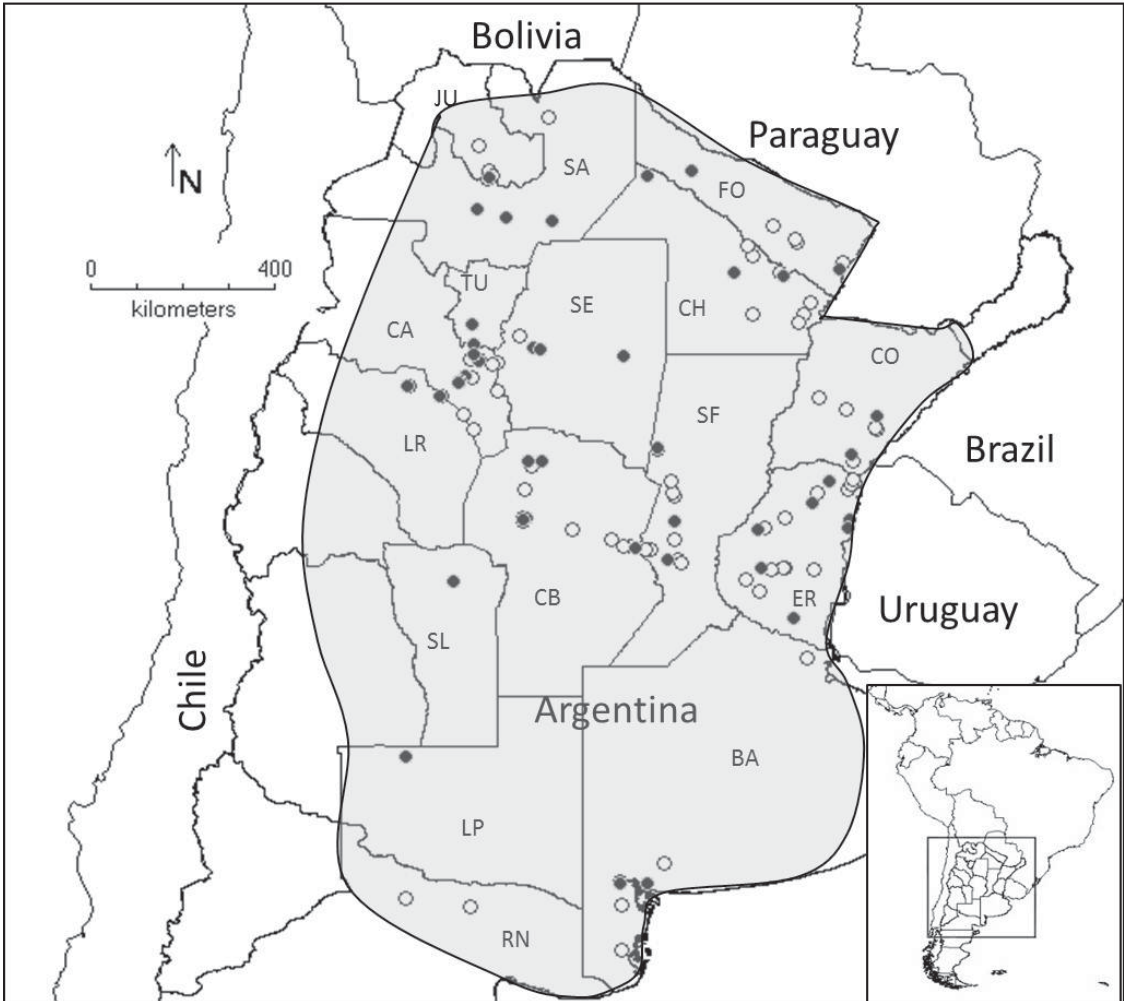 Bolivia
JU
Paraguay
N
SA
FO
0 400
kilometers
TU
SE
CH
CA
CO
SF
LR
Brazil
CB
ER
Uruguay
SL
Chile
Argentina
BA
LP
RN